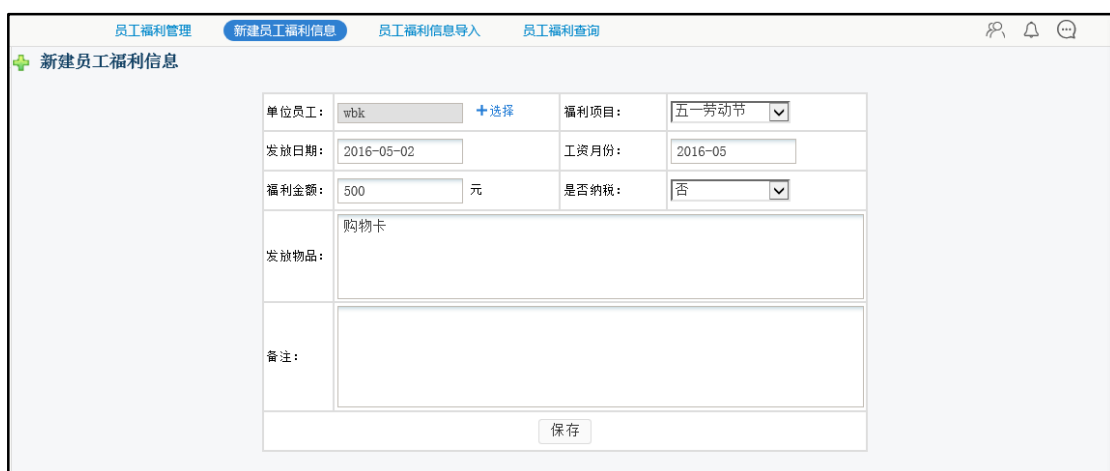 员工福利管理 新建员工福利信息 员工福利信息导入 员工福利查询
新建员工福利信息
单位员工: wbk +选择 福利项目: 五一劳动节
发放日期: 2016-05-02 工资月份: 2016-05
福利金额: 500 元 是否纳税: 否
发放物品: 购物卡
备注:
保存